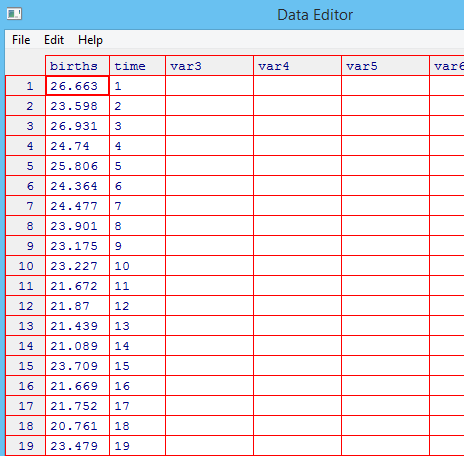 Data Editor
File Edit Help
births time var3 var4 var5 var6
1 26.663 1
2 23.598 2
3 26.931 3
4 24.74 4
5 25.806 5
6 24.364 6
7 24.477 7
8 23.901 8
9 23.175 9
10 23.227 10
11 21.672 11
12 21.87 12
13 21.439 13
14 21.089 14
15 23.709 15
16 21.669 16
17 21.752 17
18 20.761 18
19 23.479 19